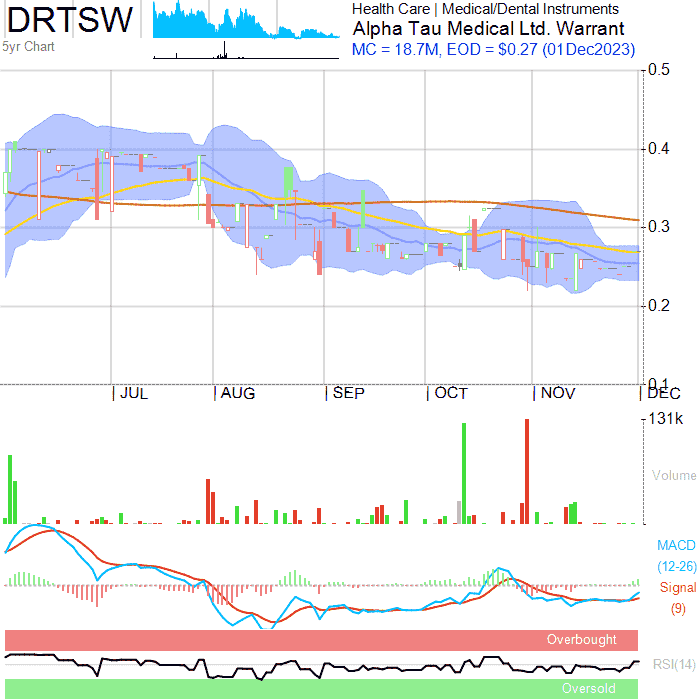 DRTSW
5yr Chart
Health Care | Medical/Dental Instruments
Alpha Tau Medical Ltd. Warrant
MC = 18.7M, EOD = $0.27 (01Dec2023)
0.5
0.4
0.3
0.2
0.1
JUL
AUG
SEP
OCT
NOV
DEC
131k
Volume
MACD
(12-26)
Signal
(9)
Overbought
RSI(14)
Oversold